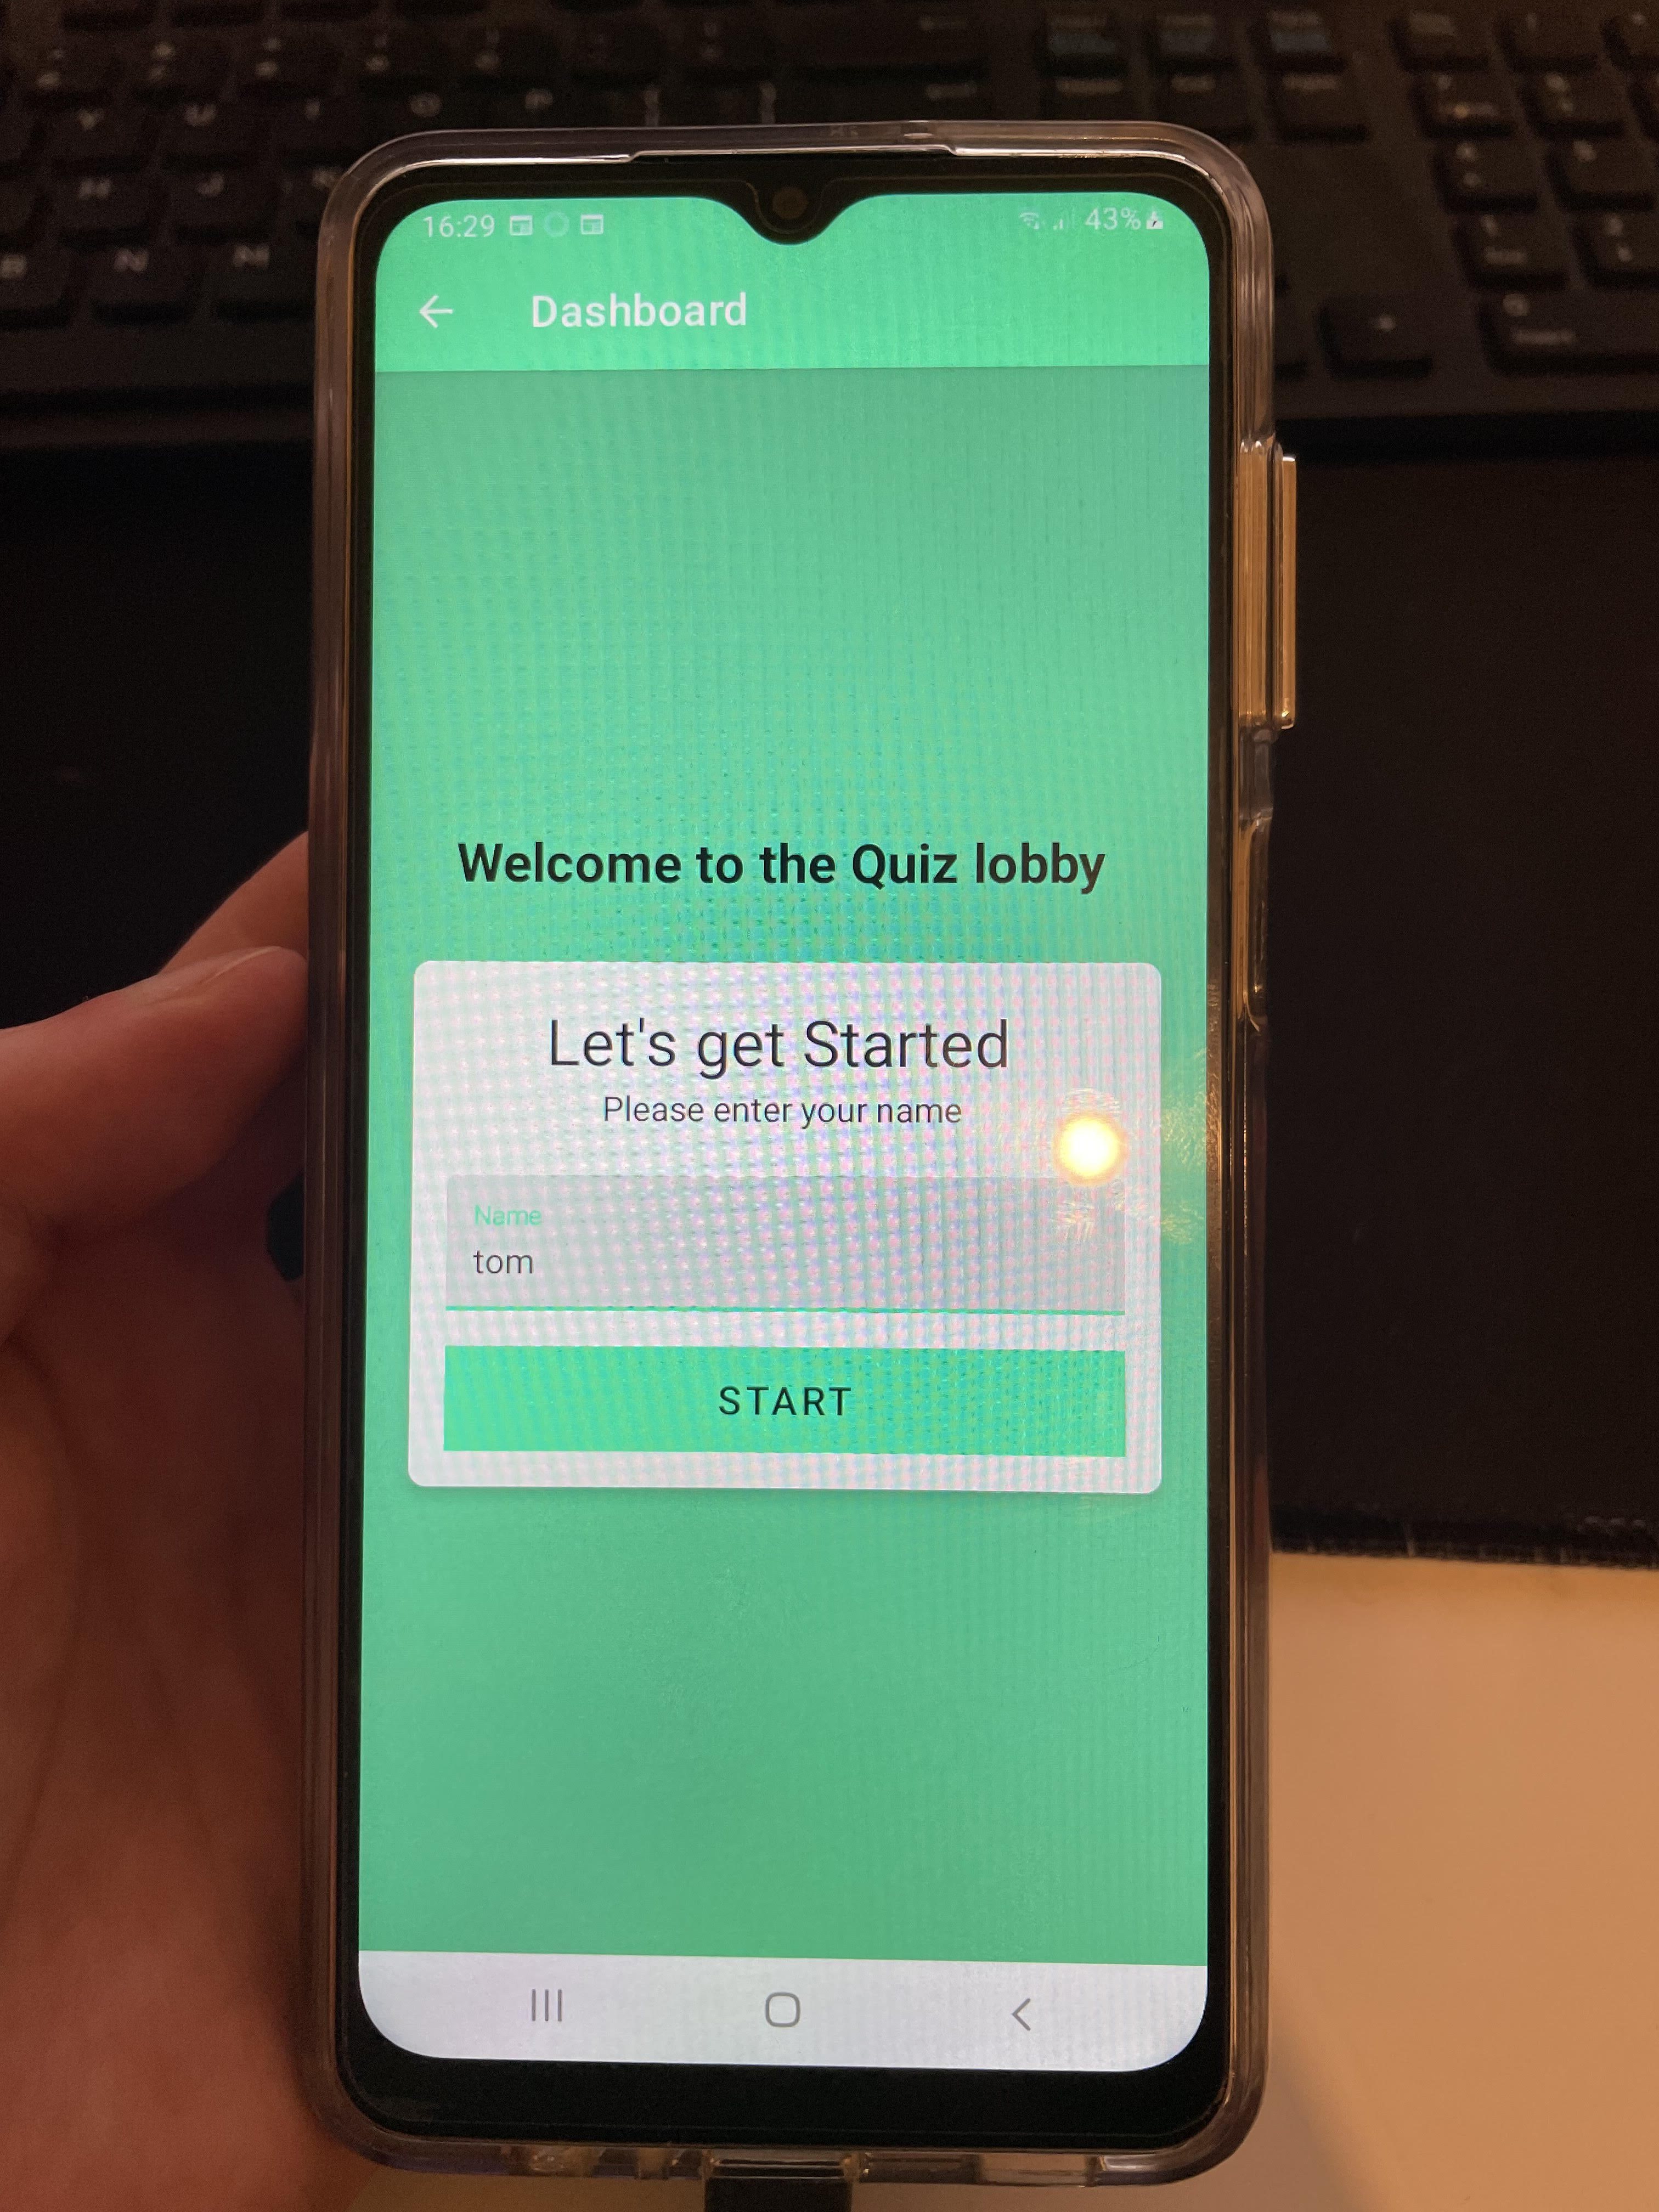 16:29
43%
Dashboard
Welcome to the Quiz lobby
Let's get Started
Please enter your name
Name
tom
START